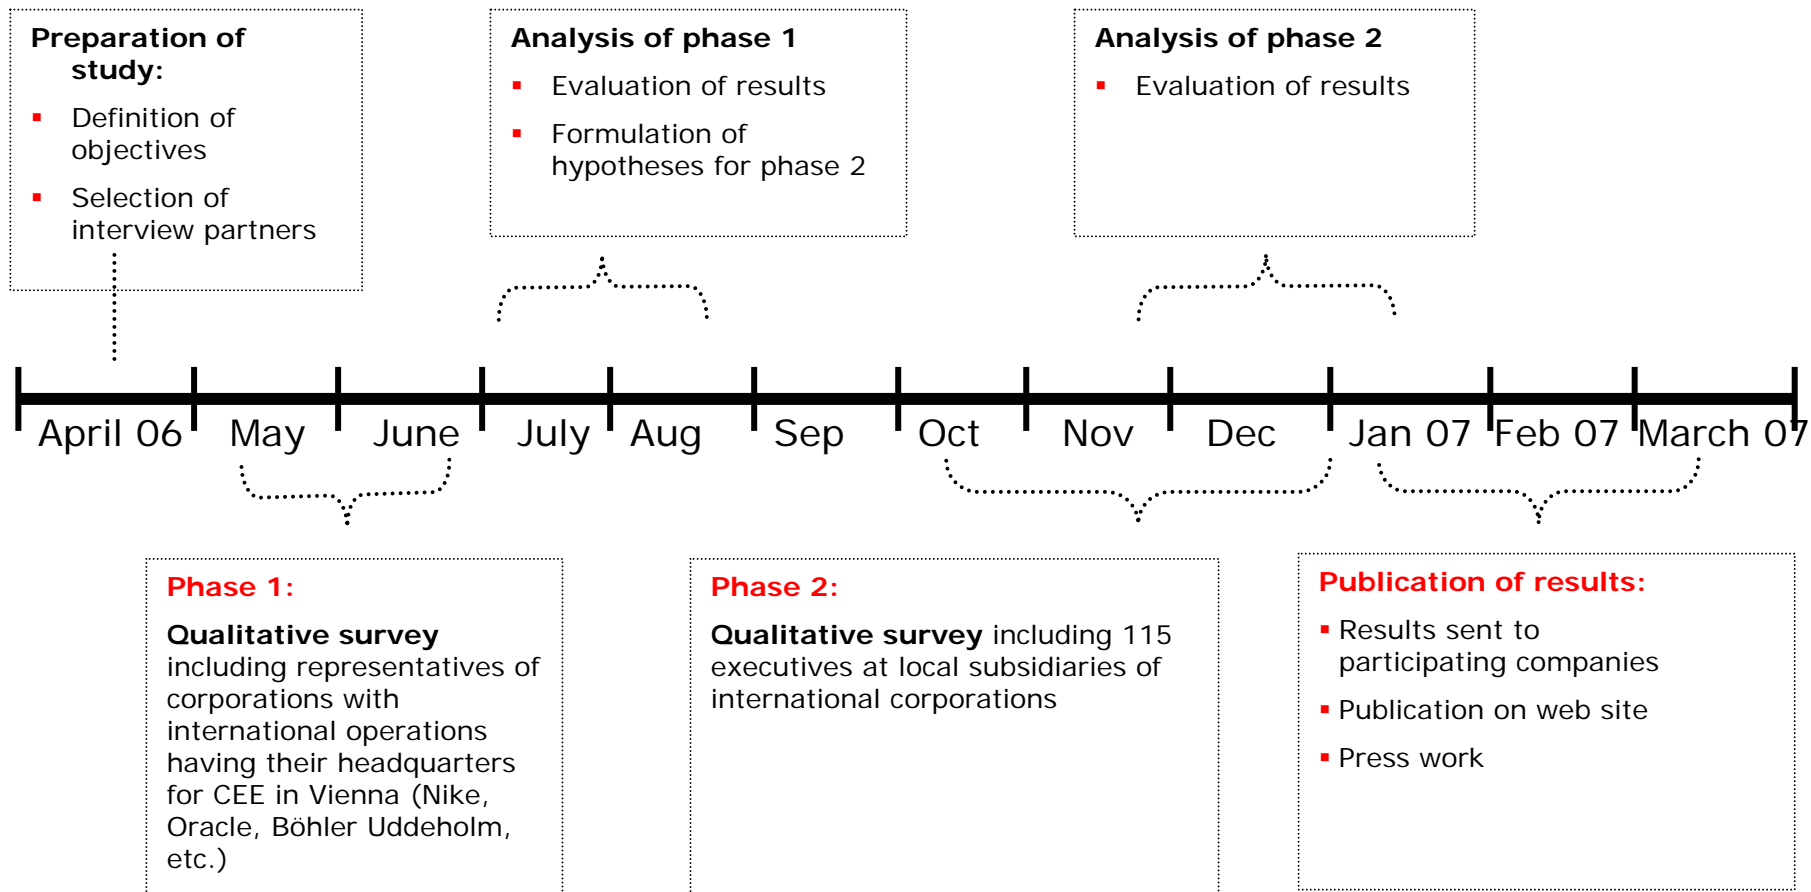 Preparation of
study:
▪ Definition of
objectives
▪ Selection of
interview partners
Analysis of phase 1
▪ Evaluation of results
▪ Formulation of
hypotheses for phase 2
Analysis of phase 2
▪ Evaluation of results
April 06 May June July Aug Sep Oct Nov Dec Jan 07 Feb 07 March 07
Phase 1:
Qualitative survey
including representatives of
corporations with
international operations
having their headquarters
for CEE in Vienna (Nike,
Oracle, Böhler Uddeholm,
etc.)
Phase 2:
Qualitative survey including 115
executives at local subsidiaries of
international corporations
Publication of results:
▪ Results sent to
participating companies
▪ Publication on web site
▪ Press work